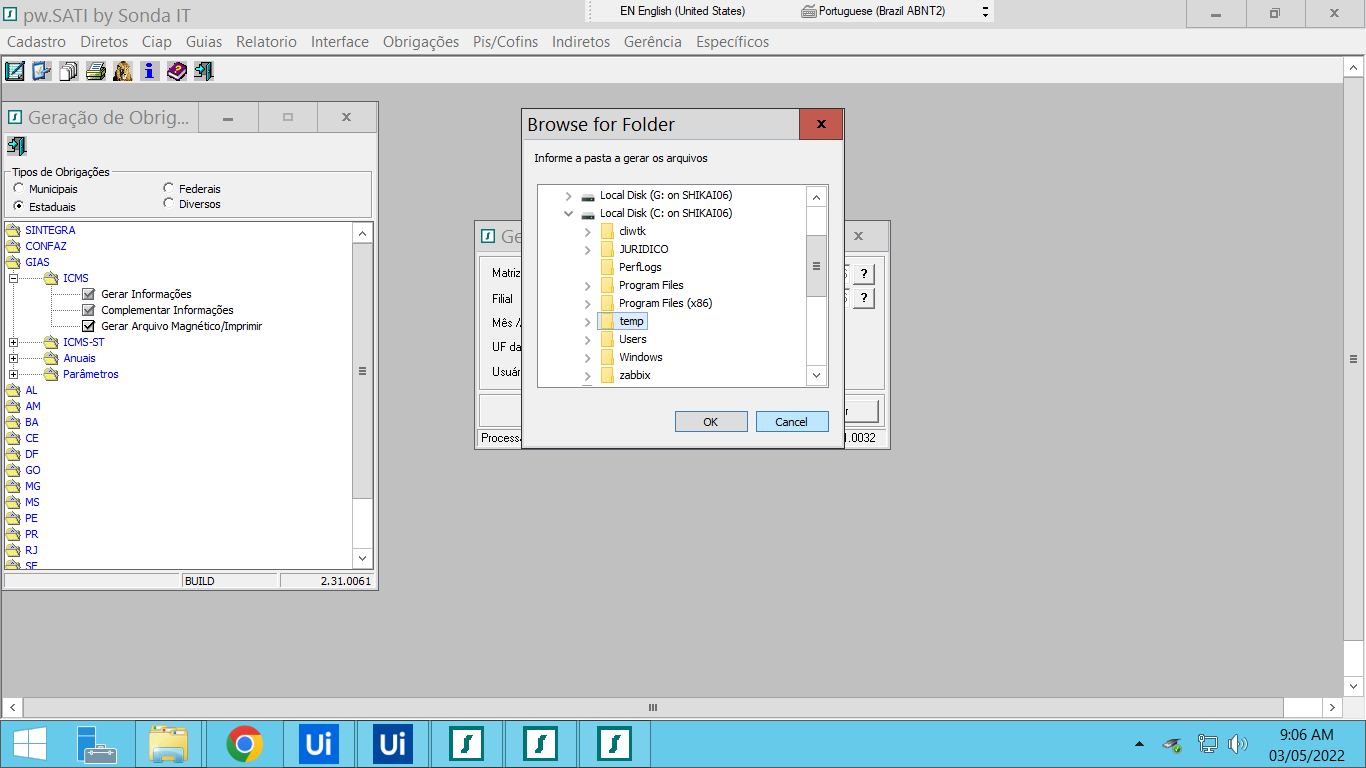 pw.SATI by Sonda IT
EN English (United States)
Portuguese (Brazil ABNT2)
Cadastro Diretos Ciap Guias Relatorio Interface Obrigações Pis/Cofins Indiretos Gerência Específicos
Geração de Obrig...
Tipos de Obrigações
Municipais
Federais
Estaduais
Diversos
SINTEGRA
CONFAZ
GIAS
ICMS
Gerar Informações
Complementar Informações
Gerar Arquivo Magnético/Imprimir
ICMS-ST
Anuais
Parâmetros
AL
AM
BA
CE
DF
GO
MG
MS
PE
PR
RJ
SE
BUILD
2.31.0061
Browse for Folder
Informe a pasta a gerar os arquivos
Local Disk (G: on SHIKAI06)
Local Disk (C: on SHIKAI06)
cliwtk
JURIDICO
PerfLogs
Program Files
Program Files (x86)
temp
Users
Windows
zabbix
OK
Cancel
Ge
Matriz
?
Filial
?
Mês /
UF da
Usuár
r
Process
.0032
Ui
Ui
9:06 AM
03/05/2022